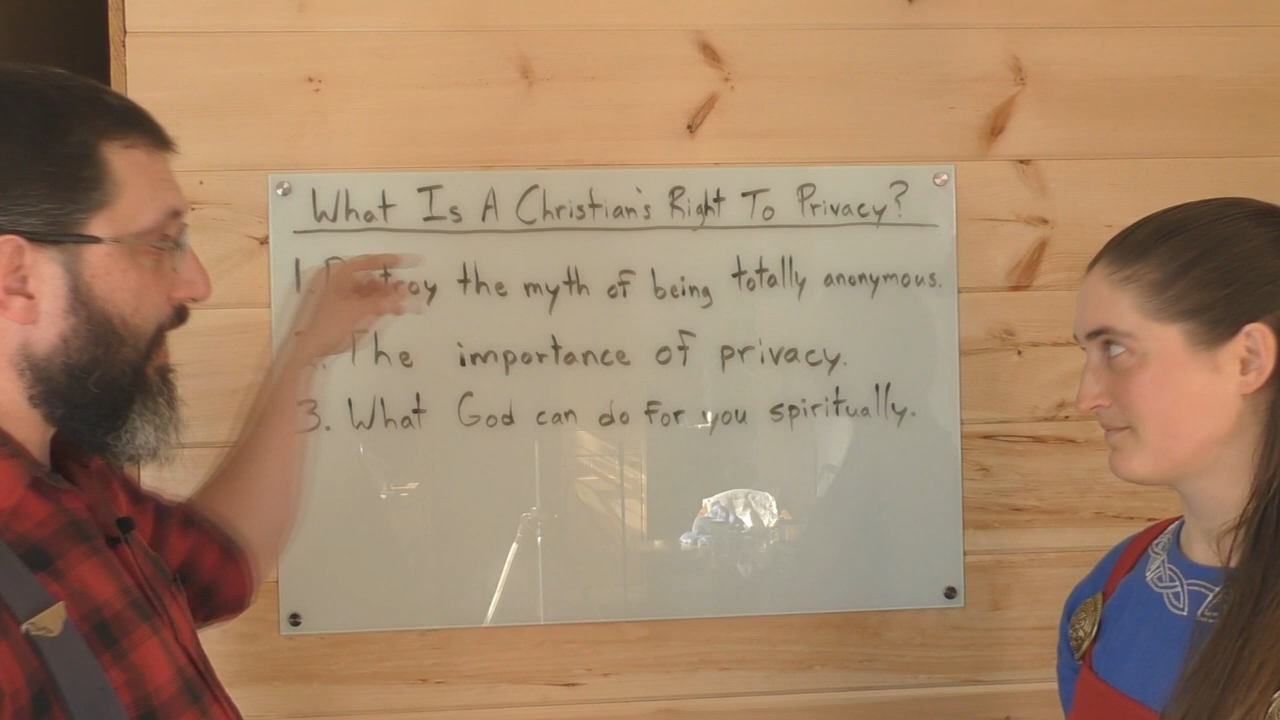 What Is A Christian's Right To Privacy?
1. Destroy the myth of being totally anonymous.
The importance of privacy.
3. What God can do for you spiritually.